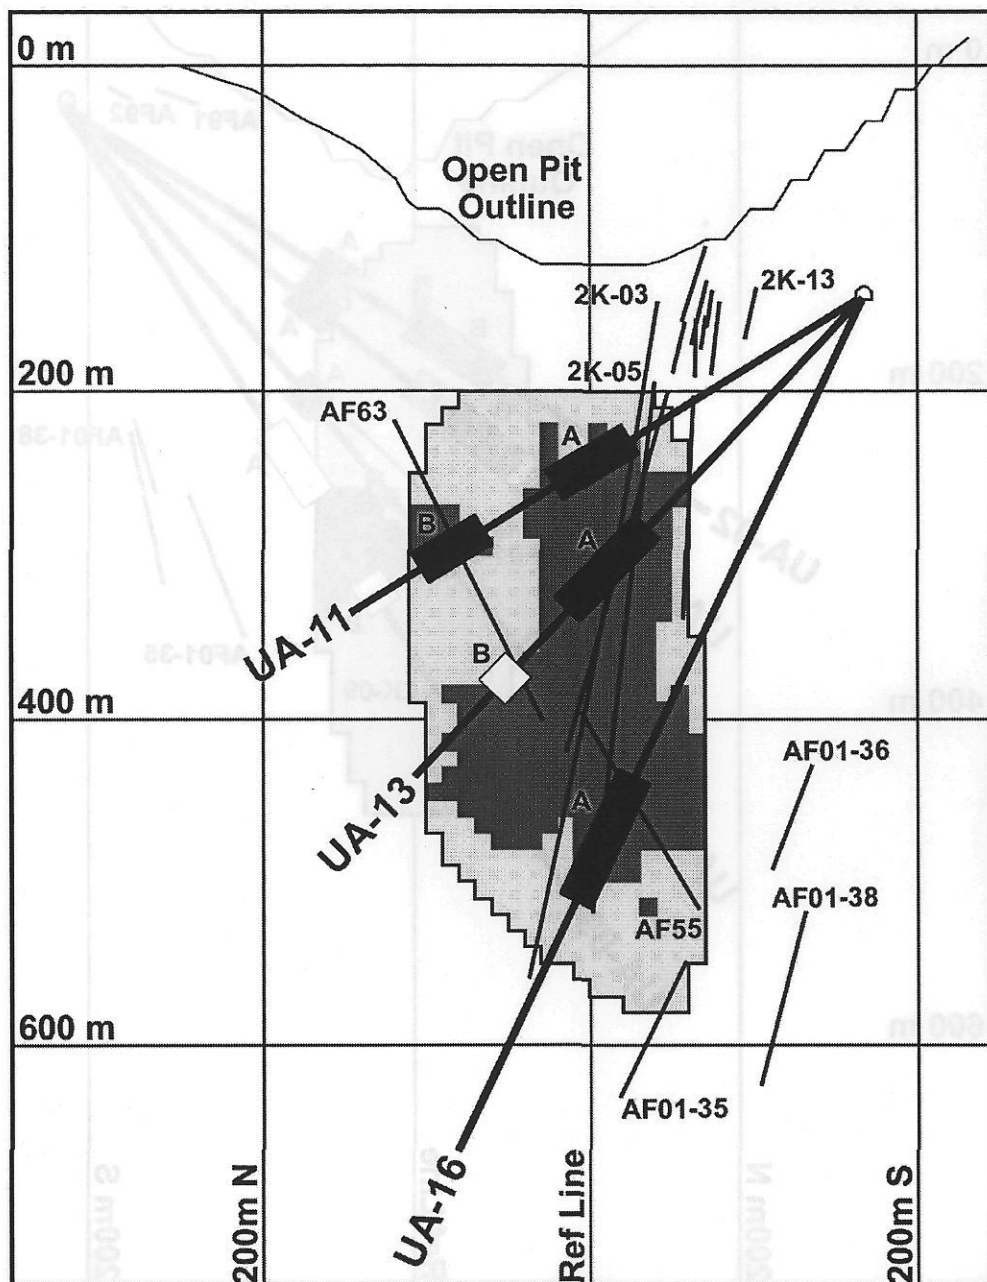 0 m
Open Pit
Outline
2K-03
2K-13
2K-05
200 m
AF63
A
B
A
UA-11
B
400 m
AF01-36
UA-13
A
AF01-38
AF55
600 m
AF01-35
UA-16
200m N
Ref Line
200m S